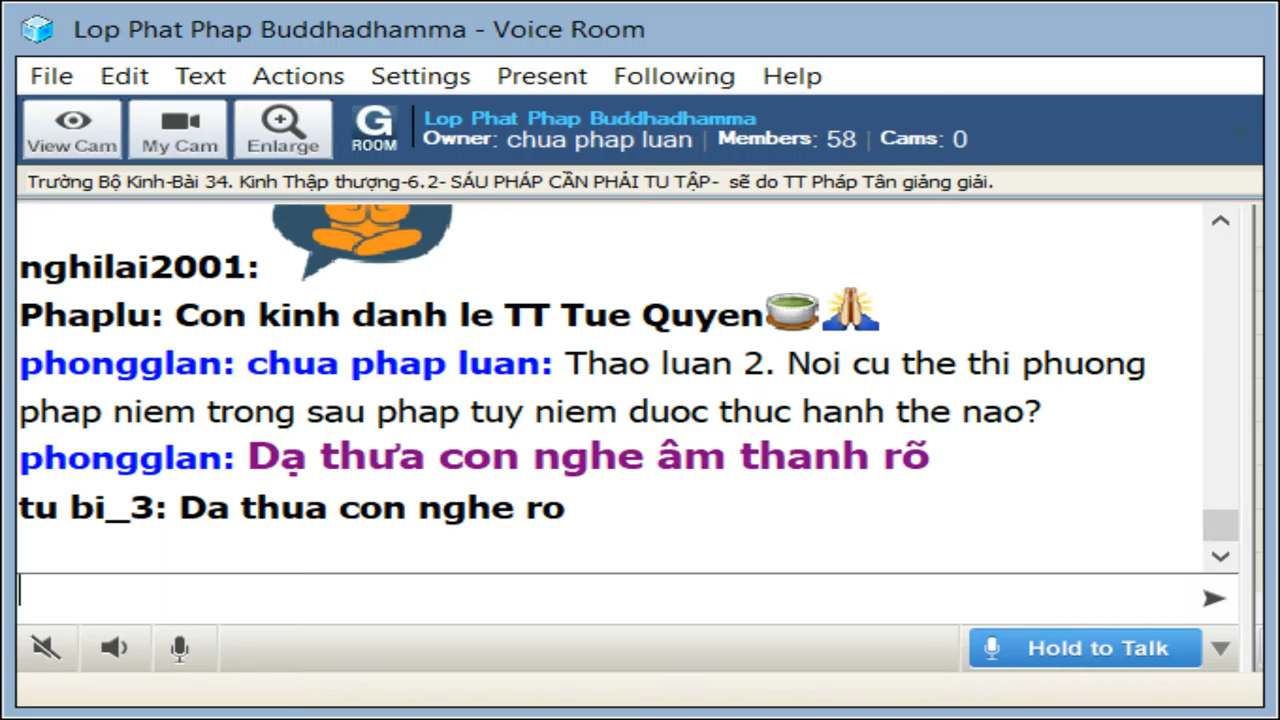 Lop Phat Phap Buddhadhamma - Voice Room
File Edit Text Actions Settings Present Following Help
View Cam My Cam Enlarge G ROOM
Lop Phat Phap Buddhadhamma
Owner: chua phap luan | Members: 58 | Cams: 0
Trường Bộ Kinh-Bài 34. Kinh Thập thượng-6.2- SÁU PHÁP CẦN PHẢI TU TẬP- sẽ do TT Pháp Tân giảng giải.
nghilai2001:
Phaplu: Con kinh danh le TT Tue Quyen
phongglan: chua phap luan: Thao luan 2. Noi cu the thi phuong
phap niem trong sau phap tuy niem duoc thuc hanh the nao?
phongglan: Dạ thưa con nghe âm thanh rõ
tu bi_3: Da thua con nghe ro
Hold to Talk